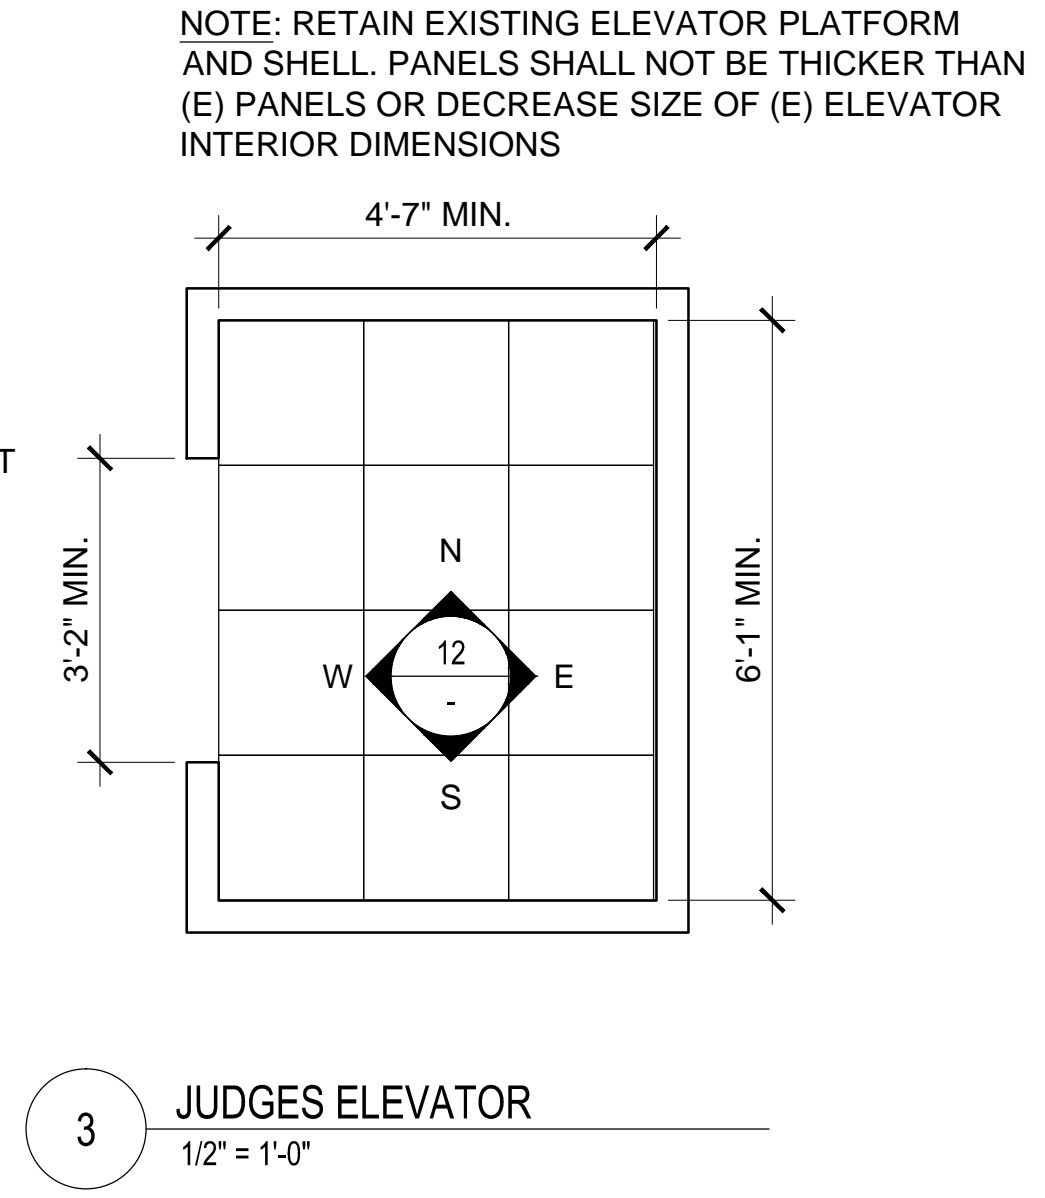 NOTE: RETAIN EXISTING ELEVATOR PLATFORM
AND SHELL. PANELS SHALL NOT BE THICKER THAN
(E) PANELS OR DECREASE SIZE OF (E) ELEVATOR
INTERIOR DIMENSIONS
4'-7" MIN.
T
3'-2" MIN.
6'-1" MIN.
N
12
W
E
-
S
3
JUDGES ELEVATOR
1/2" = 1'-0"